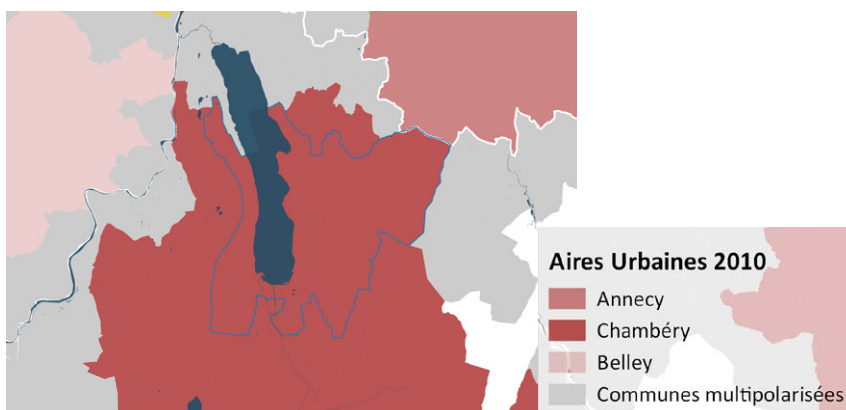 Aires Urbaines 2010
Annecy
Chambéry
Belley
Communes multipolarisées